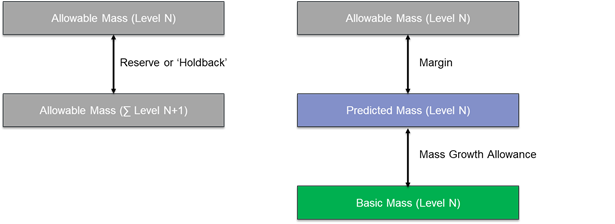 Allowable Mass (Level N)
Reserve or ‘Holdback’
Allowable Mass (∑ Level N+1)
Allowable Mass (Level N)
Margin
Predicted Mass (Level N)
Mass Growth Allowance
Basic Mass (Level N)